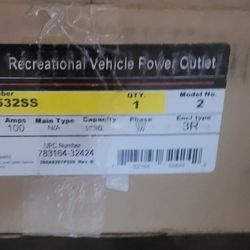 Recreational Vehicle Power Outlet
QTY. Model No.
532SS 1 2
Amps Main Type Capacity Phase Encl type
100 N/A 3R
UPC Number
783164-32424